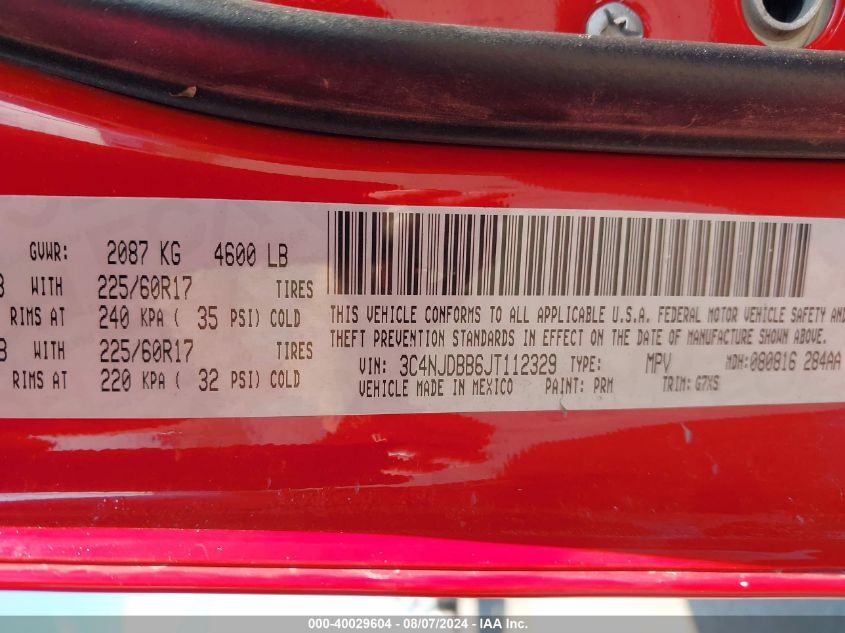 GVWR: 2087 KG 4600 LB
WITH 225/60R17 TIRES
RIMS AT 240 KPA ( 35 PSI) COLD
WITH 225/60R17 TIRES
RIMS AT 220 KPA ( 32 PSI) COLD
THIS VEHICLE CONFORMS TO ALL APPLICABLE U.S.A. FEDERAL MOTOR VEHICLE SAFETY AND
THEFT PREVENTION STANDARDS IN EFFECT ON THE DATE OF MANUFACTURE SHOWN ABOVE.
VIN: 3C4NJDBB6JT112329 TYPE: MPV MDH: 080816 284AA
VEHICLE MADE IN MEXICO PAINT: PRM TRIM: G7XS
000-40029604 — 08/07/2024 — IAA Inc.